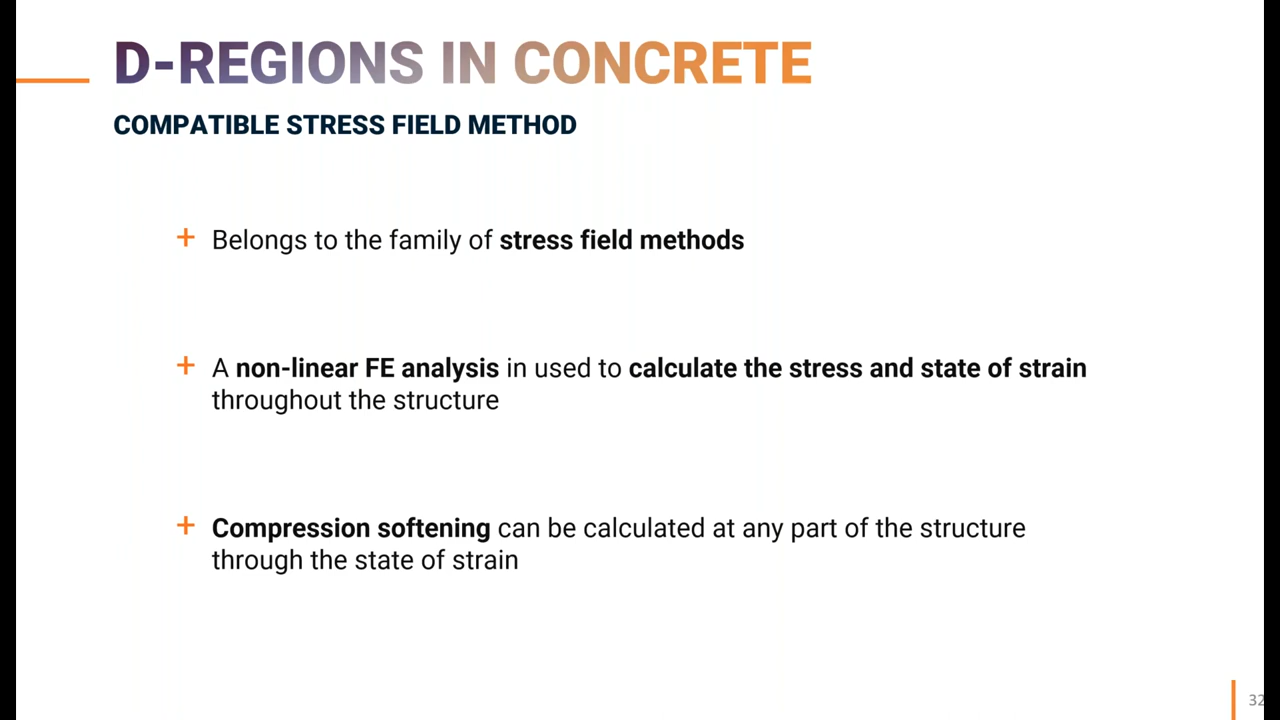 D-REGIONS IN CONCRETE
COMPATIBLE STRESS FIELD METHOD
+ Belongs to the family of stress field methods
+ A non-linear FE analysis in used to calculate the stress and state of strain
throughout the structure
+ Compression softening can be calculated at any part of the structure
through the state of strain
32